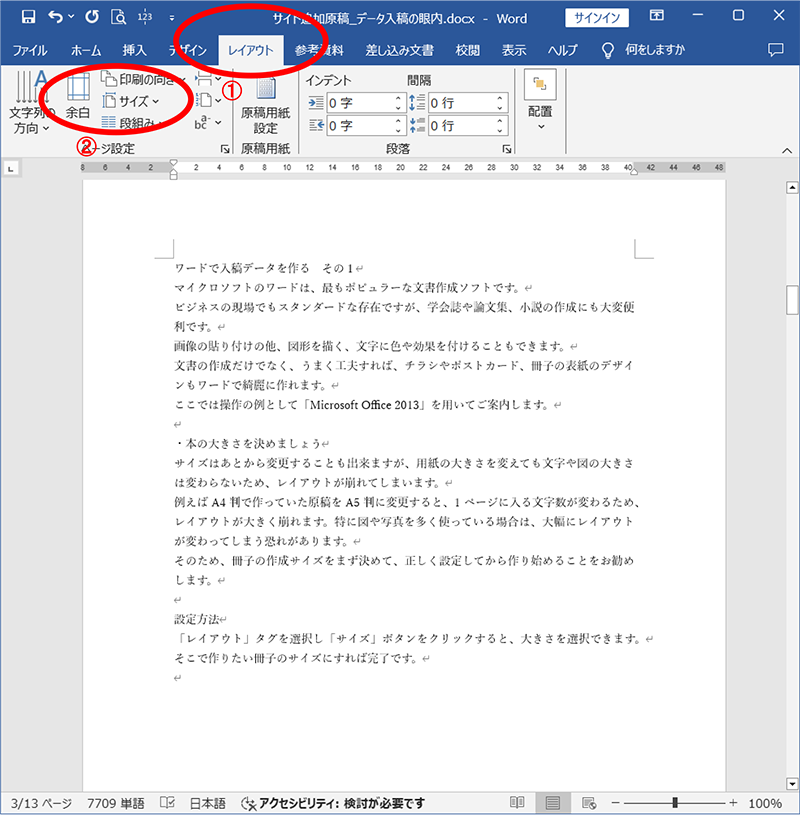 サイト追加原稿_データ入稿の眼内.docx - Word
サインイン
ファイル ホーム 挿入 デザイン レイアウト 参考資料 差し込み文書 校閲 表示 ヘルプ 何をしますか
①
②
文字列の方向
余白
印刷の向き
サイズ
段組み
ページ設定
原稿用紙設定
原稿用紙
インデント 間隔
0 字 0 行
0 字 0 行
段落
配置
8 6 4 2 2 4 6 8 10 12 14 16 18 20 22 24 26 28 30 32 34 36 38 40 42 44 46 48
ワードで入稿データを作る　その1
マイクロソフトのワードは、最もポピュラーな文書作成ソフトです。
ビジネスの現場でもスタンダードな存在ですが、学会誌や論文集、小説の作成にも大変便
利です。
画像の貼り付けの他、図形を描く、文字に色や効果を付けることもできます。
文書の作成だけでなく、うまく工夫すれば、チラシやポストカード、冊子の表紙のデザイ
ンもワードで綺麗に作れます。
ここでは操作の例として「Microsoft Office 2013」を用いてご案内します。
・本の大きさを決めましょう
サイズはあとから変更することも出来ますが、用紙の大きさを変えても文字や図の大きさ
は変わらないため、レイアウトが崩れてしまいます。
例えば A4 判で作っていた原稿を A5 判に変更すると、1 ページに入る文字数が変わるため、
レイアウトが大きく崩れます。特に図や写真を多く使っている場合は、大幅にレイアウト
が変わってしまう恐れがあります。
そのため、冊子の作成サイズをまず決めて、正しく設定してから作り始めることをお勧め
します。
設定方法
「レイアウト」タグを選択し「サイズ」ボタンをクリックすると、大きさを選択できます。
そこで作りたい冊子のサイズにすれば完了です。
3/13 ページ 7709 単語 日本語 アクセシビリティ: 検討が必要です 100%